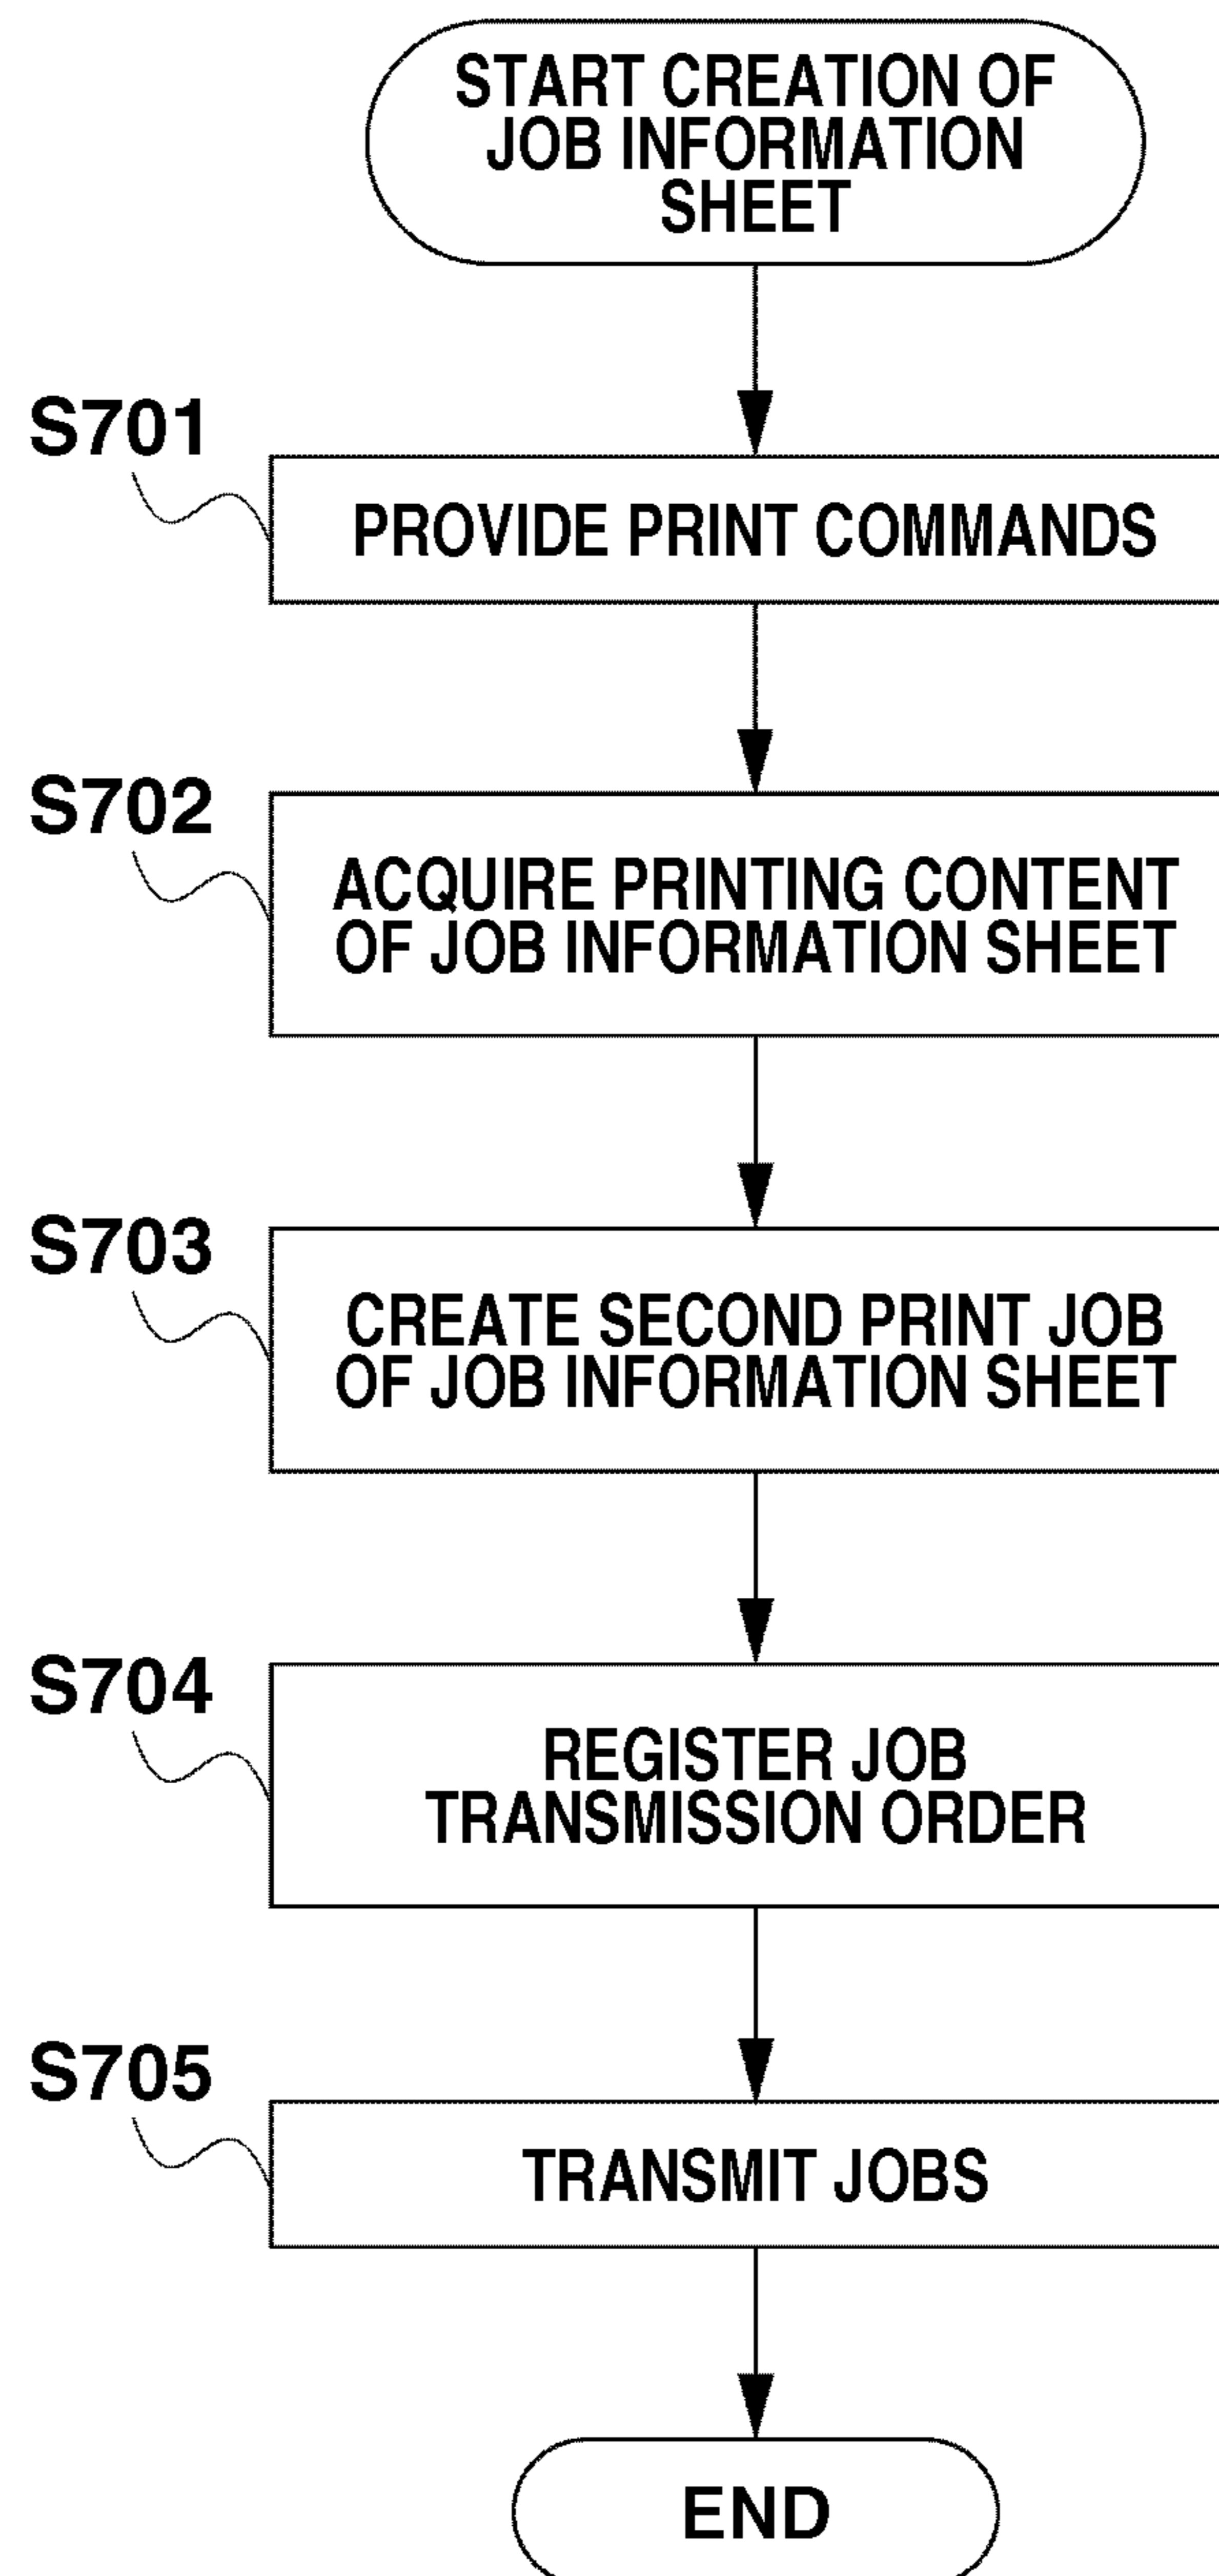 START CREATION OF
JOB INFORMATION
SHEET
S701
PROVIDE PRINT COMMANDS
S702
ACQUIRE PRINTING CONTENT
OF JOB INFORMATION SHEET
S703
CREATE SECOND PRINT JOB
OF JOB INFORMATION SHEET
S704
REGISTER JOB
TRANSMISSION ORDER
S705
TRANSMIT JOBS
END